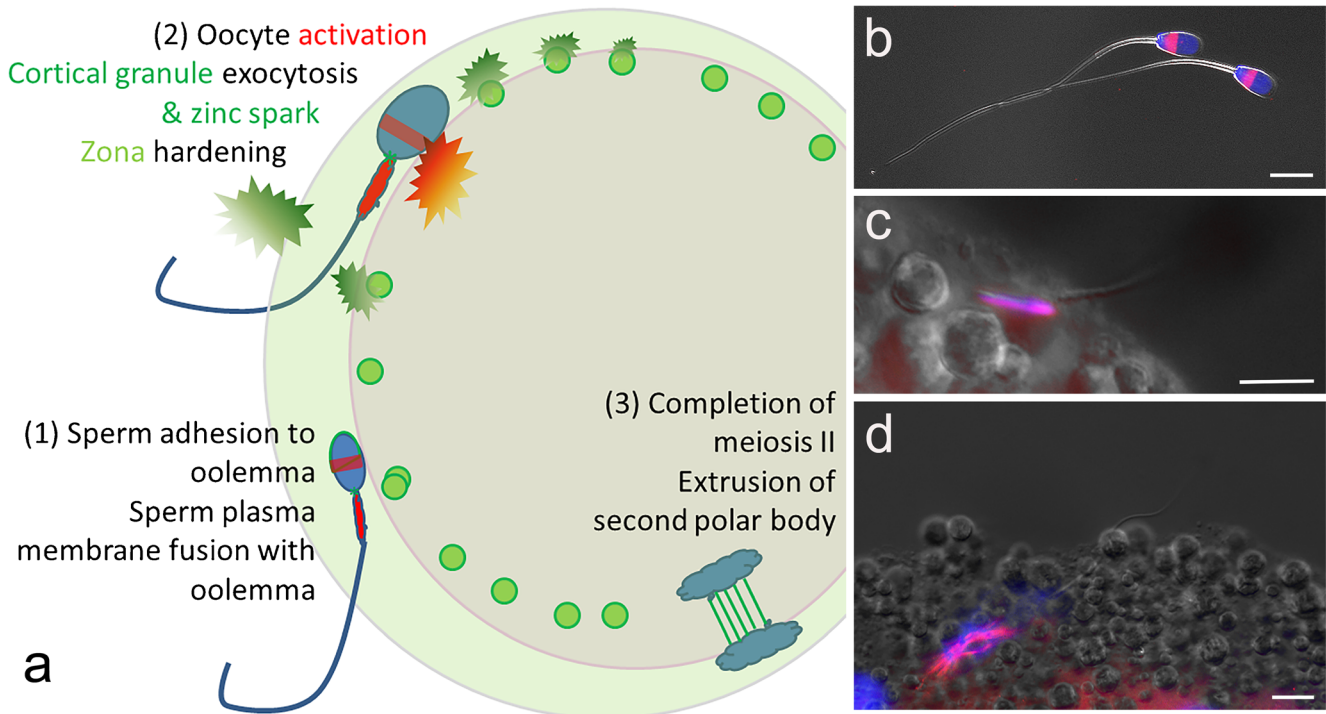 (2) Oocyte activation
Cortical granule exocytosis
& zinc spark
Zona hardening
(1) Sperm adhesion to
oolemma
Sperm plasma
membrane fusion with
oolemma
(3) Completion of
meiosis II
Extrusion of
second polar body
a
b
c
d